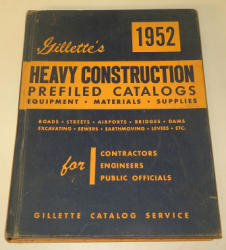 Gillette's
1952
HEAVY CONSTRUCTION
PREFILED CATALOGS
EQUIPMENT • MATERIALS • SUPPLIES
ROADS • STREETS • AIRPORTS • BRIDGES • DAMS
EXCAVATING • SEWERS • EARTHMOVING • LEVEES • ETC.
for
CONTRACTORS
ENGINEERS
PUBLIC OFFICIALS
GILLETTE CATALOG SERVICE